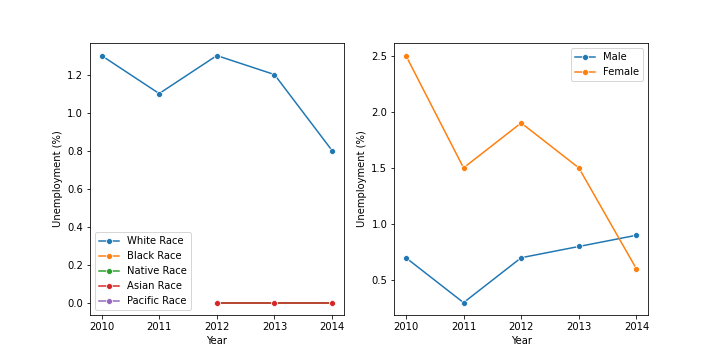 Unemployment (%)
1.2
1.0
0.8
0.6
0.4
0.2
0.0
White Race
Black Race
Native Race
Asian Race
Pacific Race
2010 2011 2012 2013 2014
Year
Unemployment (%)
2.5
2.0
1.5
1.0
0.5
Male
Female
2010 2011 2012 2013 2014
Year